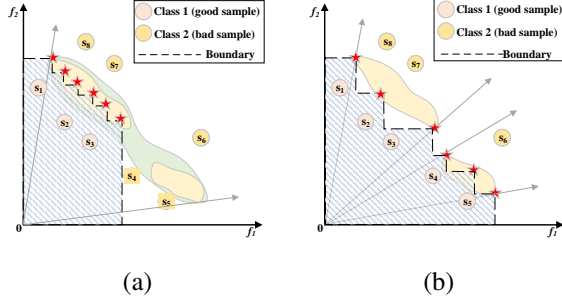 f₂
Class 1 (good sample)
Class 2 (bad sample)
Boundary
s₈
s₇
s₁
s₂
s₃
s₆
s₄
s₅
0
f₁
(a)
f₂
Class 1 (good sample)
Class 2 (bad sample)
Boundary
s₈
s₇
s₁
s₂
s₃
s₆
s₄
s₅
0
f₁
(b)